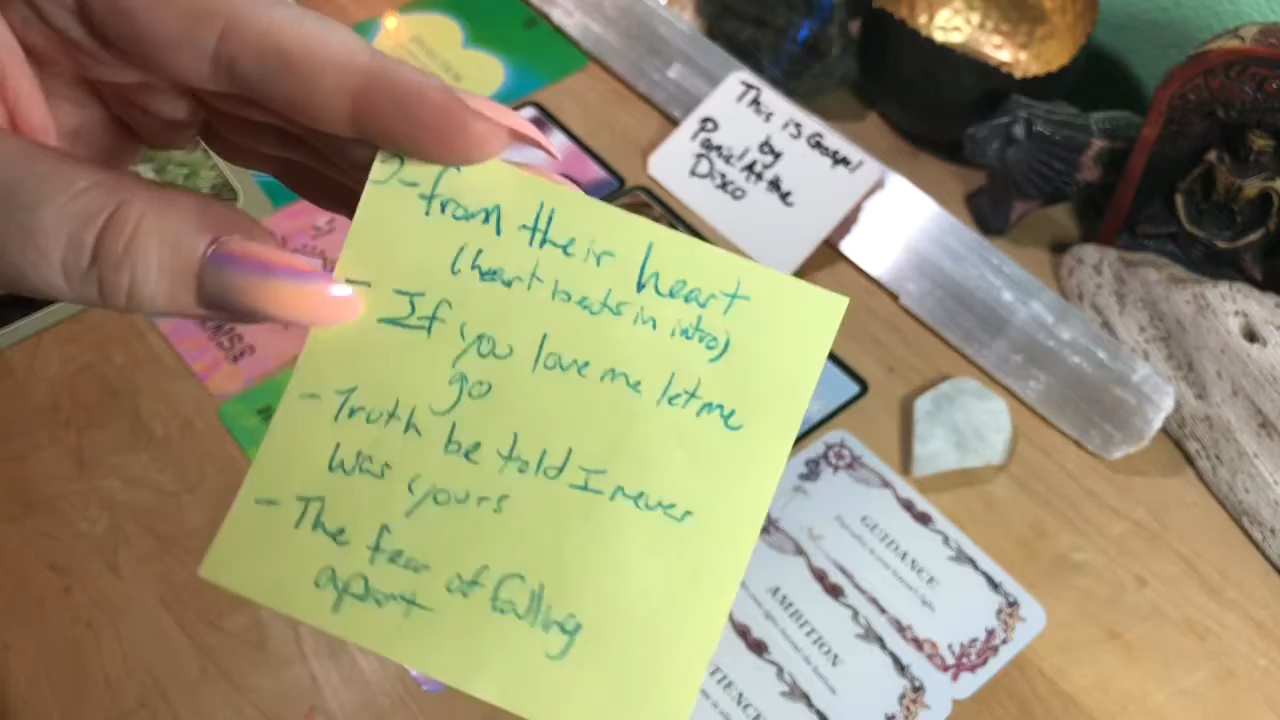 This is Gospel
by
Panic! At the
Disco
- from their heart
(heart beats in intro)
- If you love me let me
go
- Truth be told I never
was yours
- The fear of falling
apart
GUIDANCE
AMBITION